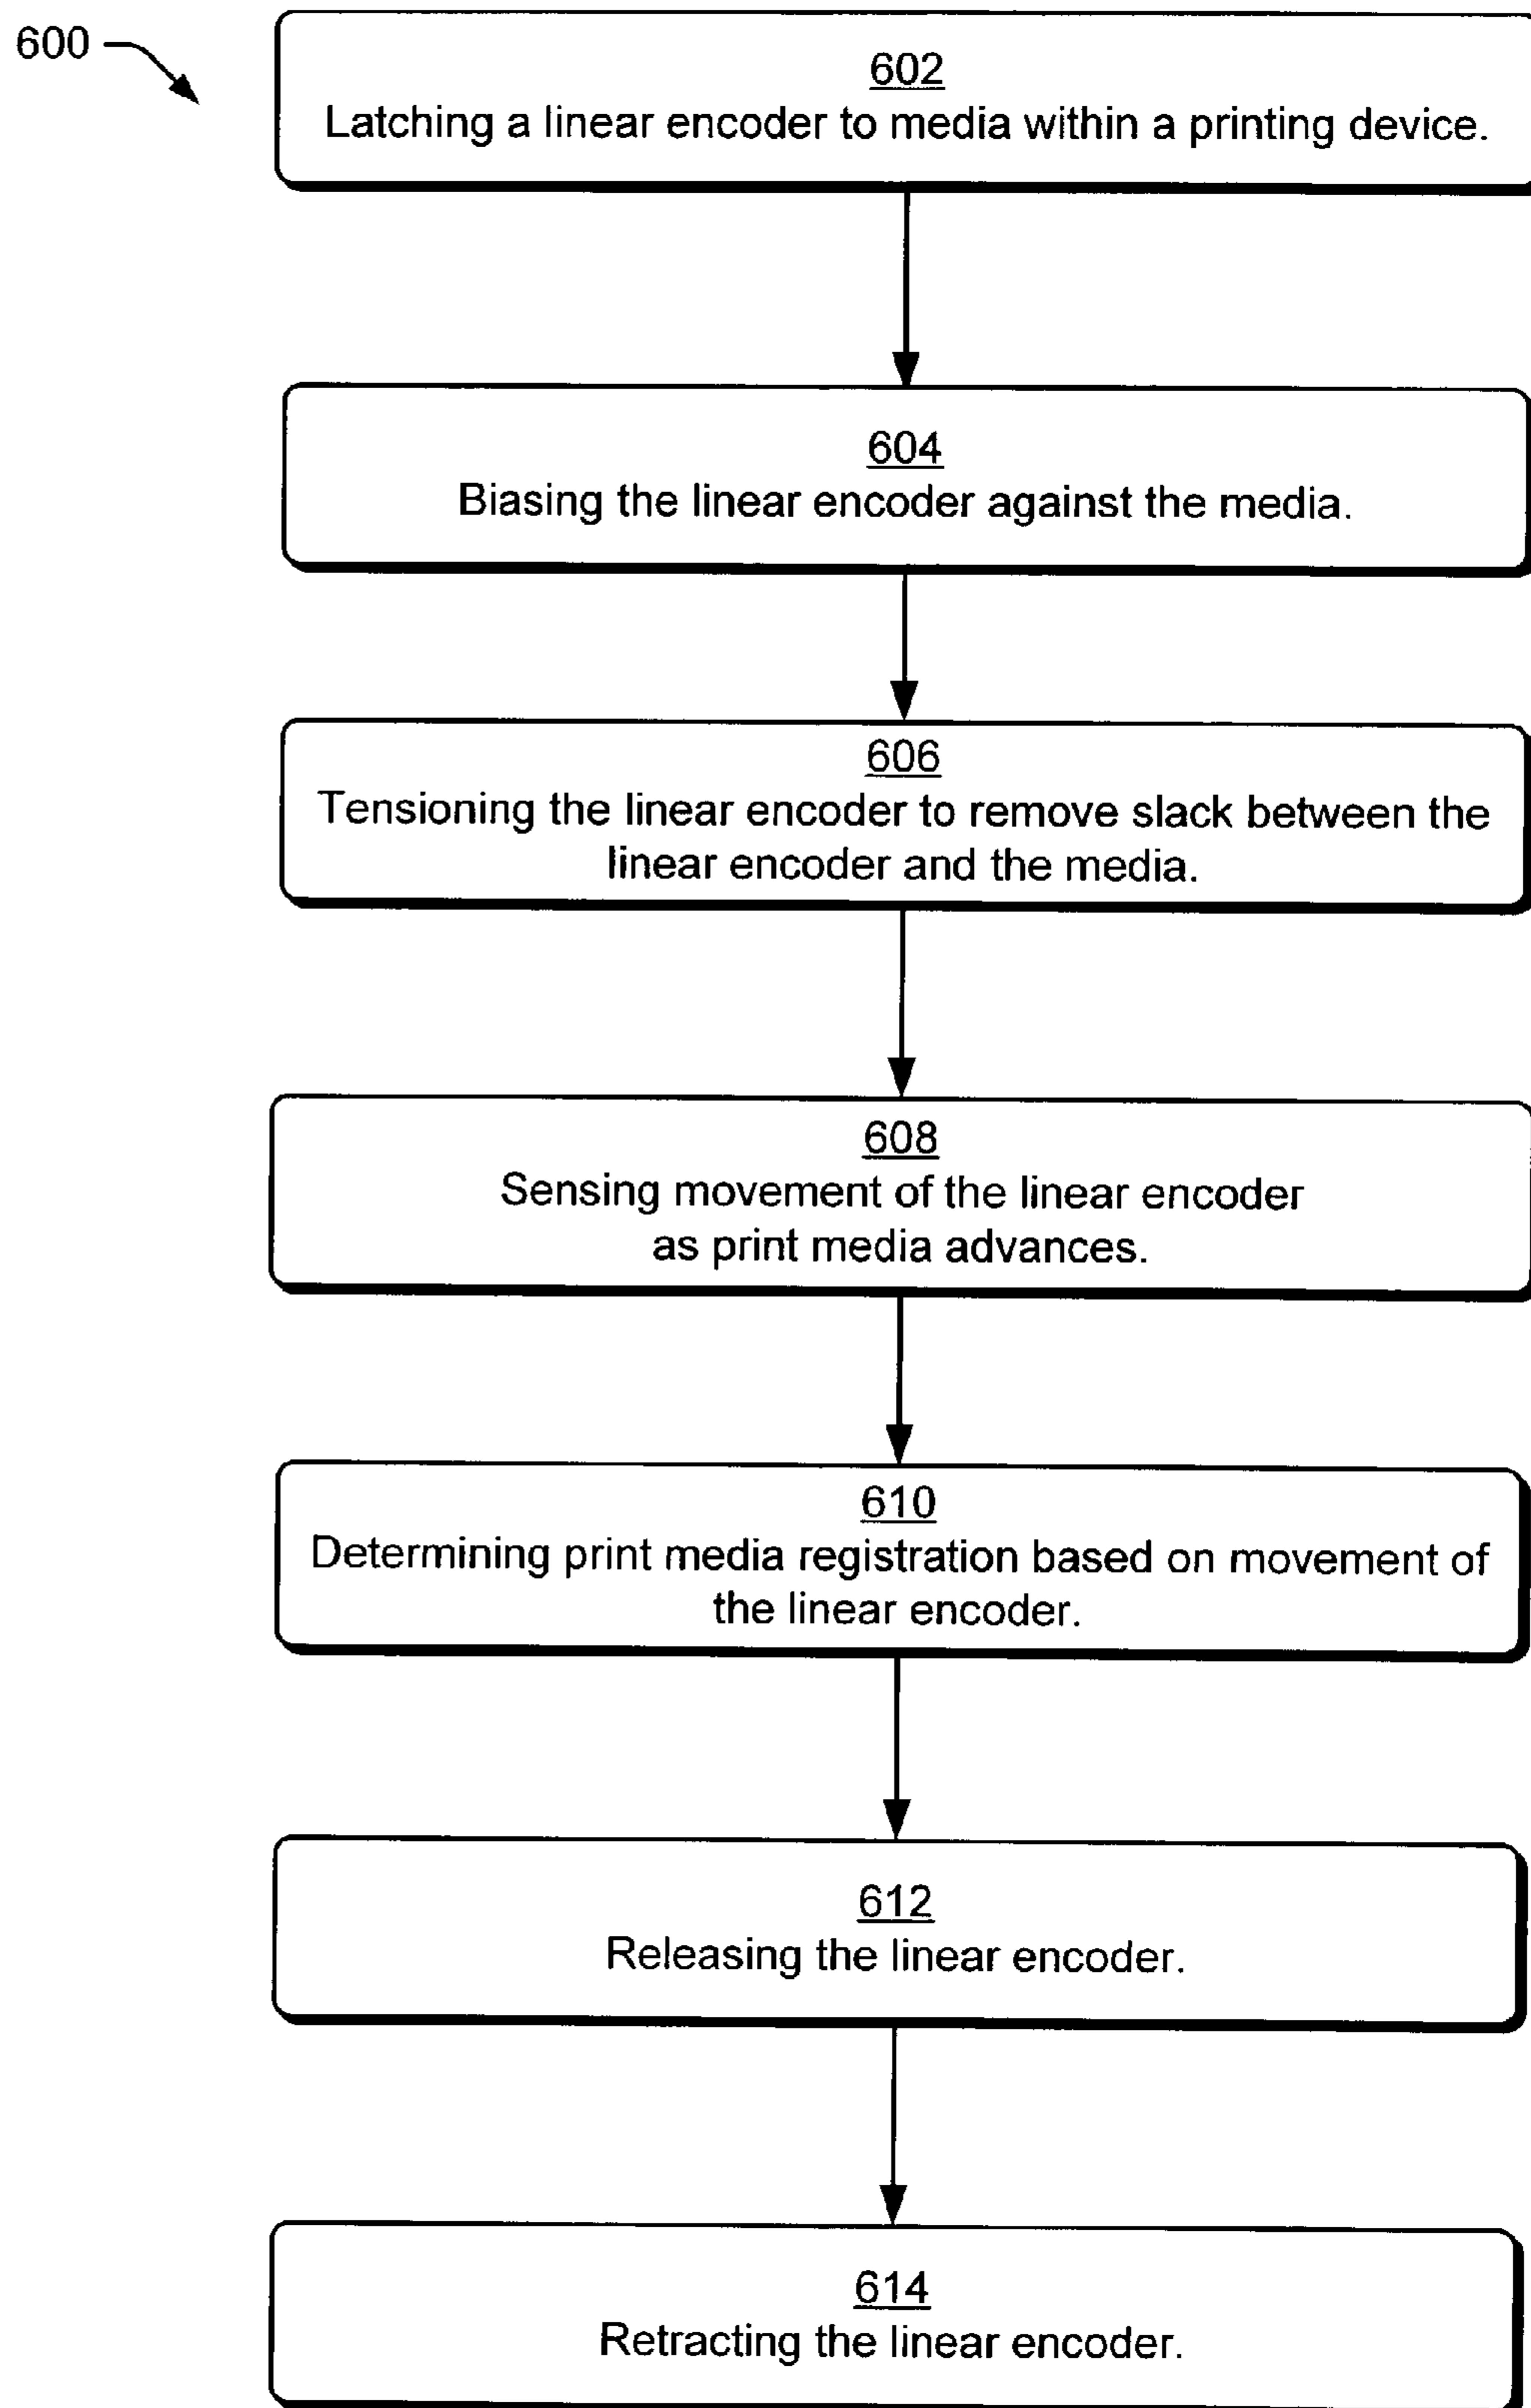 600
602
Latching a linear encoder to media within a printing device.
604
Biasing the linear encoder against the media.
606
Tensioning the linear encoder to remove slack between the
linear encoder and the media.
608
Sensing movement of the linear encoder
as print media advances.
610
Determining print media registration based on movement of
the linear encoder.
612
Releasing the linear encoder.
614
Retracting the linear encoder.